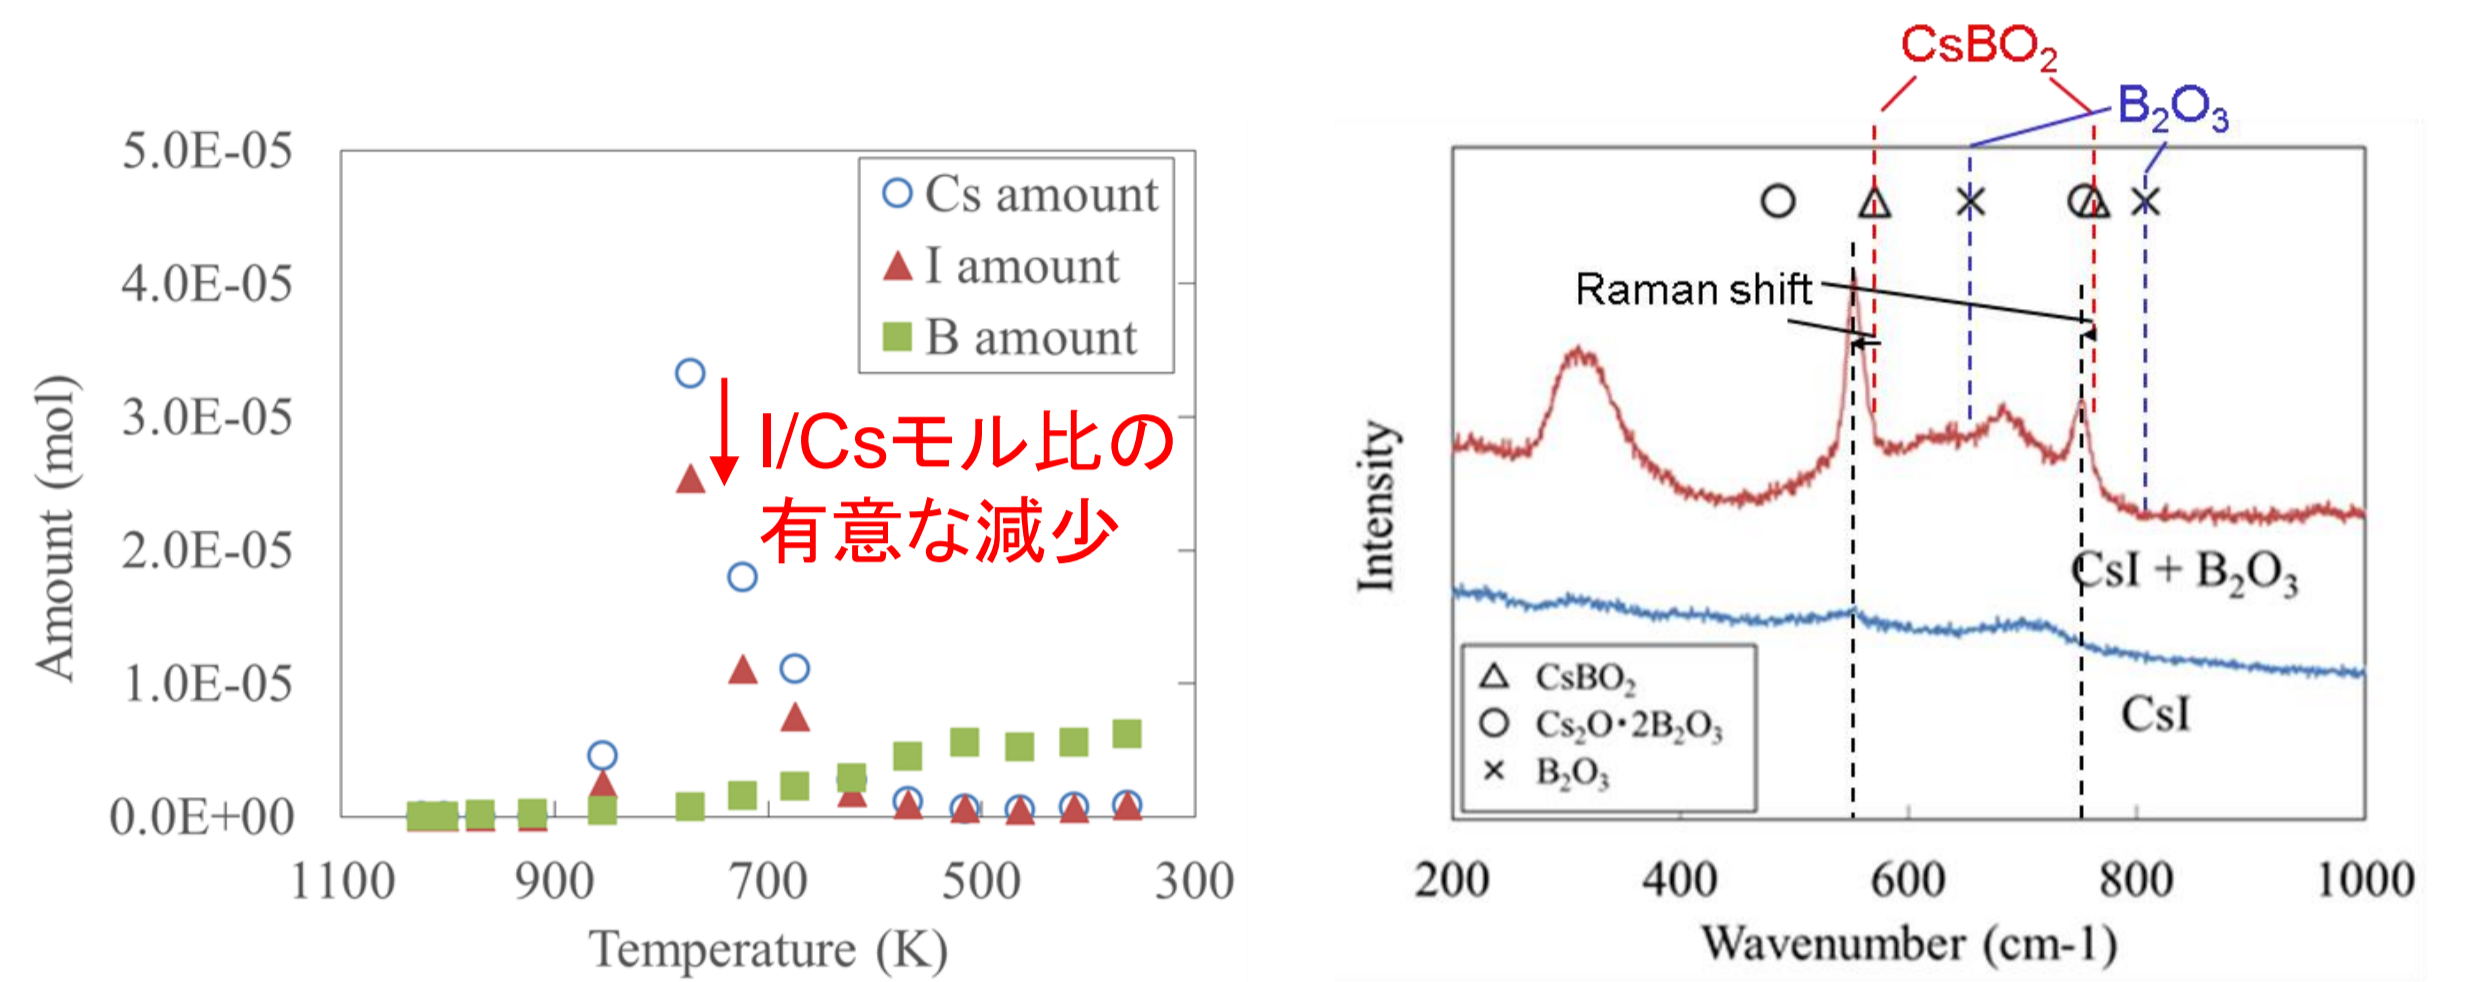 5.0E-05
4.0E-05
3.0E-05
2.0E-05
1.0E-05
0.0E+00
Amount (mol)
Cs amount
I amount
B amount
I/Csモル比の
有意な減少
1100 900 700 500 300
Temperature (K)
CsBO₂
B₂O₃
Raman shift
Intensity
CsI + B₂O₃
CsI
CsBO₂
Cs₂O・2B₂O₃
B₂O₃
200 400 600 800 1000
Wavenumber (cm-1)